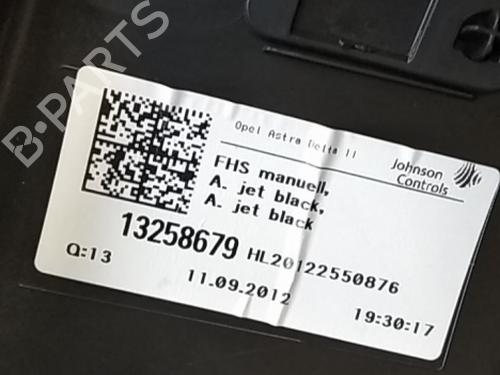 B-PARTS
Opel Astra Delta II
Johnson
Controls
FHS manuell,
A. jet black,
A. jet black
13258679 HL20122550876
Q:13
11.09.2012
19:30:17